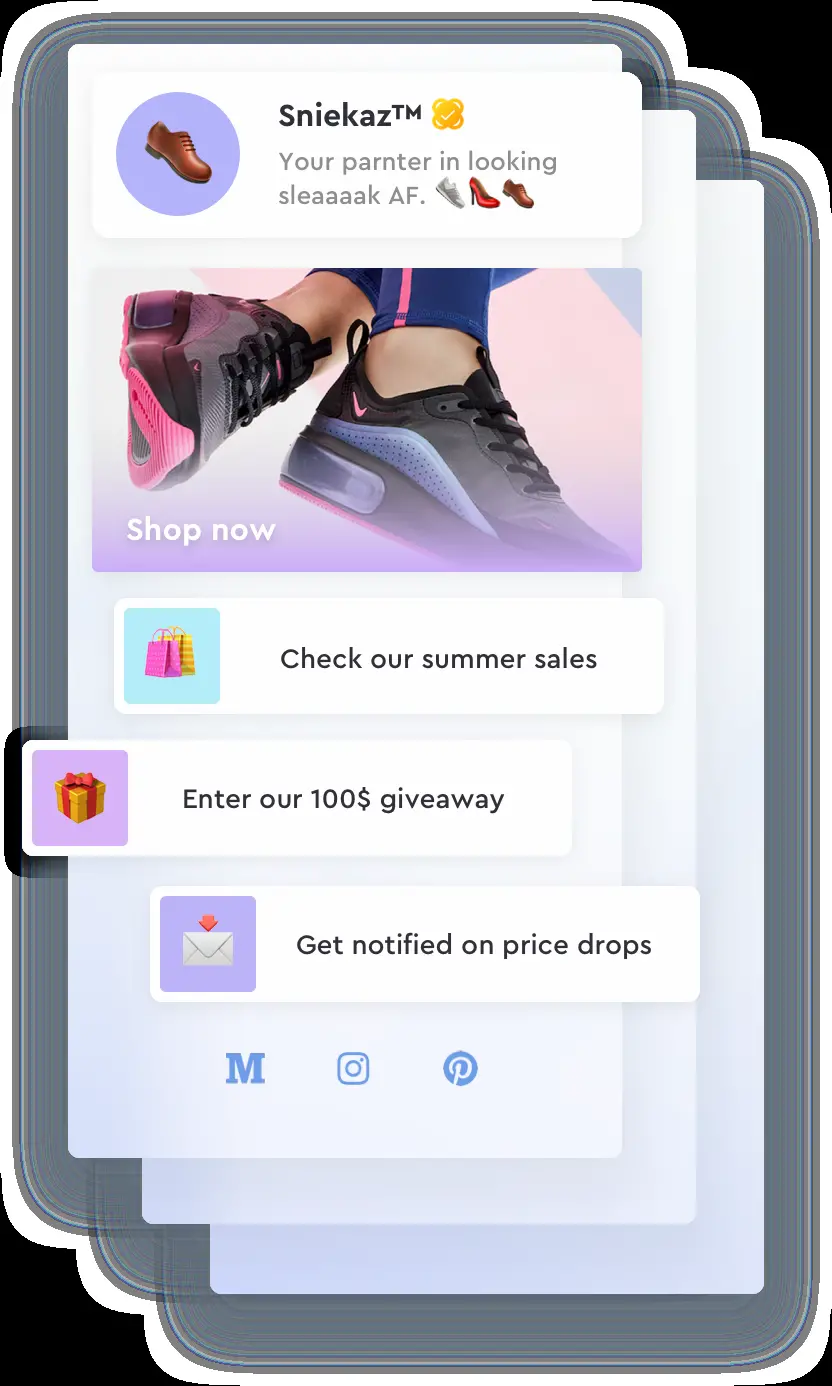 Sniekaz™
Your parnter in looking
sleaaaak AF.
Shop now
Check our summer sales
Enter our 100$ giveaway
Get notified on price drops
M